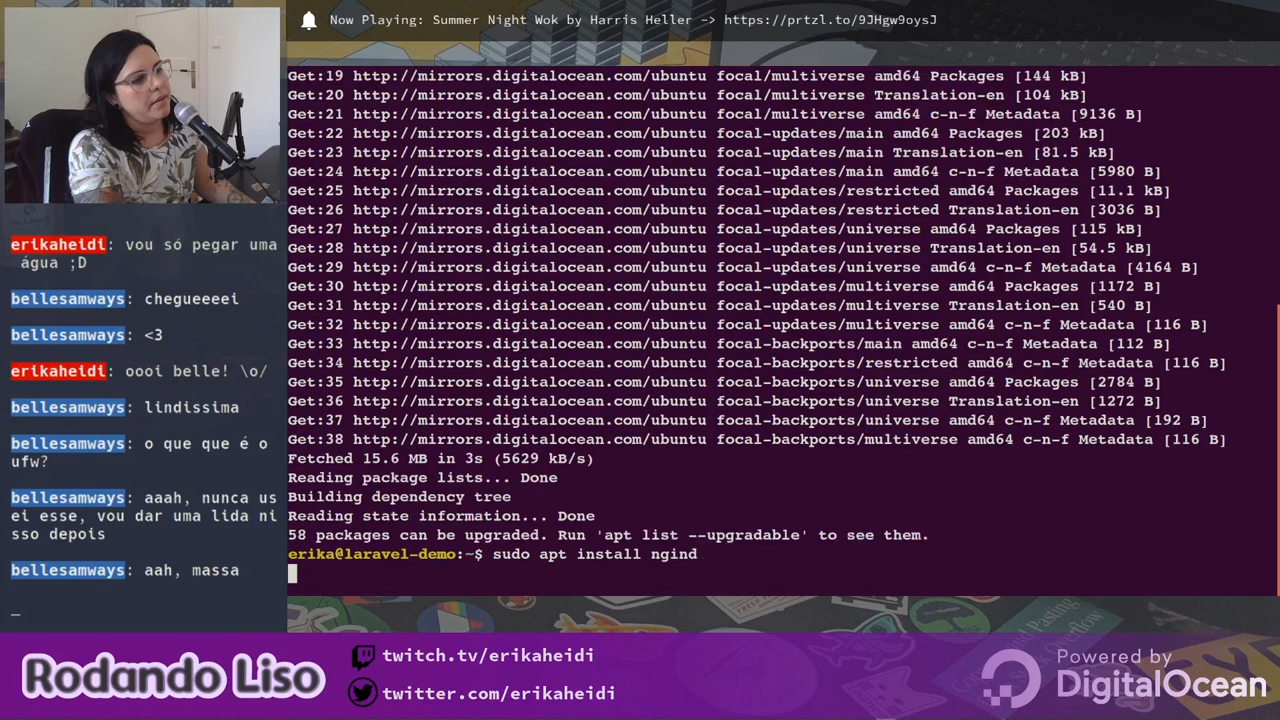 Now Playing: Summer Night Wok by Harris Heller -> https://prtzl.to/9JHgw9oysJ
Get:19 http://mirrors.digitalocean.com/ubuntu focal/multiverse amd64 Packages [144 kB]
Get:20 http://mirrors.digitalocean.com/ubuntu focal/multiverse Translation-en [104 kB]
Get:21 http://mirrors.digitalocean.com/ubuntu focal/multiverse amd64 c-n-f Metadata [9136 B]
Get:22 http://mirrors.digitalocean.com/ubuntu focal-updates/main amd64 Packages [203 kB]
Get:23 http://mirrors.digitalocean.com/ubuntu focal-updates/main Translation-en [81.5 kB]
Get:24 http://mirrors.digitalocean.com/ubuntu focal-updates/main amd64 c-n-f Metadata [5980 B]
Get:25 http://mirrors.digitalocean.com/ubuntu focal-updates/restricted amd64 Packages [11.1 kB]
Get:26 http://mirrors.digitalocean.com/ubuntu focal-updates/restricted Translation-en [3036 B]
Get:27 http://mirrors.digitalocean.com/ubuntu focal-updates/universe amd64 Packages [115 kB]
Get:28 http://mirrors.digitalocean.com/ubuntu focal-updates/universe Translation-en [54.5 kB]
Get:29 http://mirrors.digitalocean.com/ubuntu focal-updates/universe amd64 c-n-f Metadata [4164 B]
Get:30 http://mirrors.digitalocean.com/ubuntu focal-updates/multiverse amd64 Packages [1172 B]
Get:31 http://mirrors.digitalocean.com/ubuntu focal-updates/multiverse Translation-en [540 B]
Get:32 http://mirrors.digitalocean.com/ubuntu focal-updates/multiverse amd64 c-n-f Metadata [116 B]
Get:33 http://mirrors.digitalocean.com/ubuntu focal-backports/main amd64 c-n-f Metadata [112 B]
Get:34 http://mirrors.digitalocean.com/ubuntu focal-backports/restricted amd64 c-n-f Metadata [116 B]
Get:35 http://mirrors.digitalocean.com/ubuntu focal-backports/universe amd64 Packages [2784 B]
Get:36 http://mirrors.digitalocean.com/ubuntu focal-backports/universe Translation-en [1272 B]
Get:37 http://mirrors.digitalocean.com/ubuntu focal-backports/universe amd64 c-n-f Metadata [192 B]
Get:38 http://mirrors.digitalocean.com/ubuntu focal-backports/multiverse amd64 c-n-f Metadata [116 B]
Fetched 15.6 MB in 3s (5629 kB/s)
Reading package lists... Done
Building dependency tree
Reading state information... Done
58 packages can be upgraded. Run 'apt list --upgradable' to see them.
erika@laravel-demo:~$ sudo apt install ngind
erikaheidi: vou só pegar uma
água ;D
bellesamways: chegueeeei
bellesamways: <3
erikaheidi: oooi belle! \o/
bellesamways: lindissima
bellesamways: o que que é o
ufw?
bellesamways: aaah, nunca us
ei esse, vou dar uma lida ni
sso depois
bellesamways: aah, massa
_
Rodando Liso
twitch.tv/erikaheidi
twitter.com/erikaheidi
Powered by
DigitalOcean